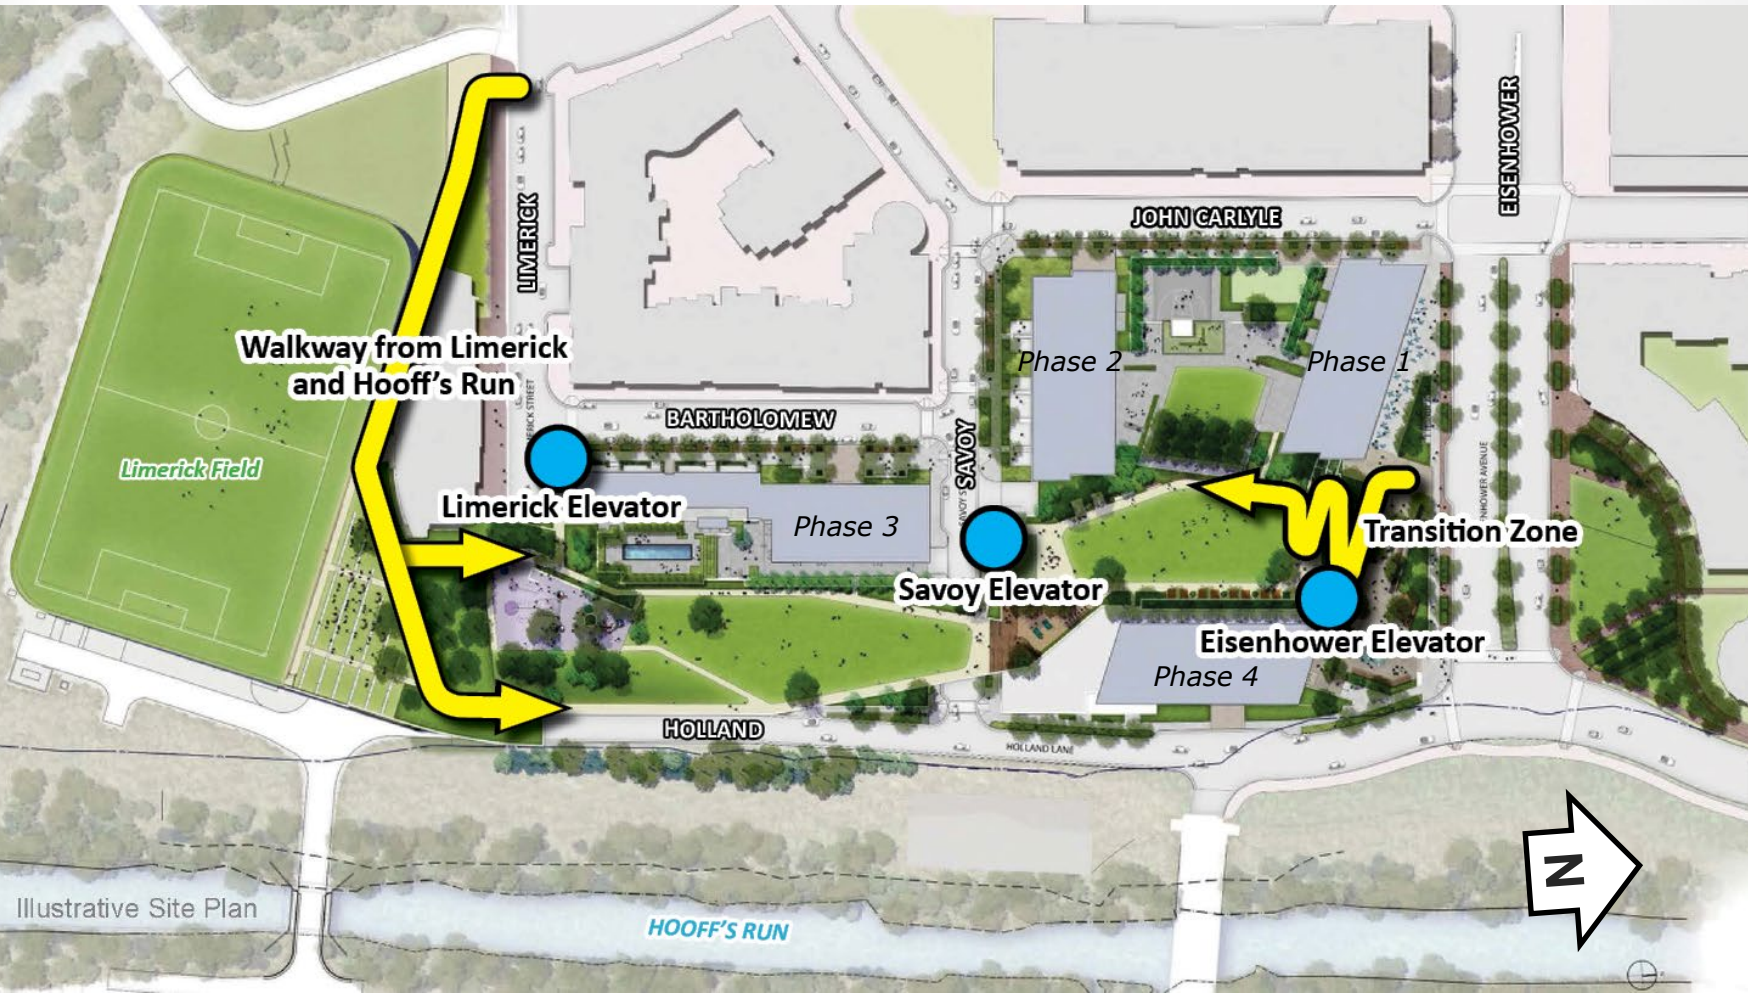 EISENHOWER
LIMERICK
JOHN CARLYLE
Walkway from Limerick
and Hooff's Run
Phase 2
Phase 1
BARTHOLOMEW
SAVOY
Limerick Field
Limerick Elevator
Phase 3
Transition Zone
Savoy Elevator
Eisenhower Elevator
Phase 4
HOLLAND
HOLLAND LANE
N
Illustrative Site Plan
HOOFF'S RUN